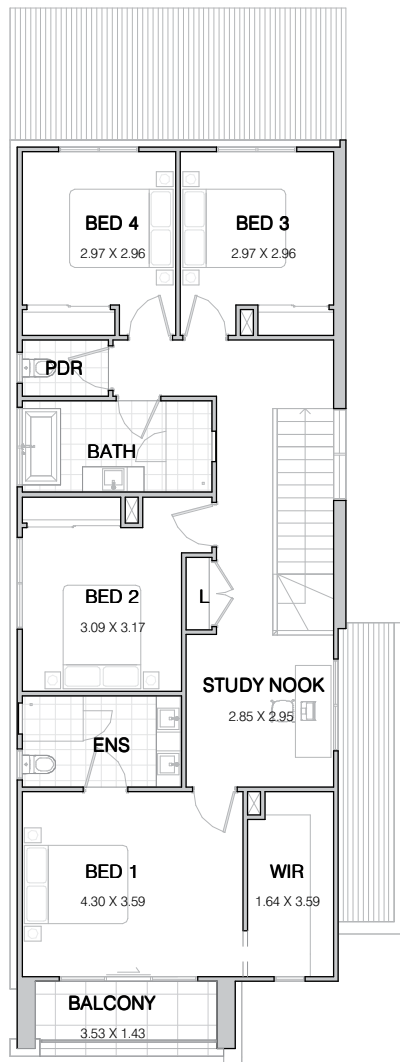 BED 4
2.97 X 2.96
BED 3
2.97 X 2.96
PDR
BATH
BED 2
3.09 X 3.17
L
STUDY NOOK
2.85 X 2.95
ENS
BED 1
4.30 X 3.59
WIR
1.64 X 3.59
BALCONY
3.53 X 1.43